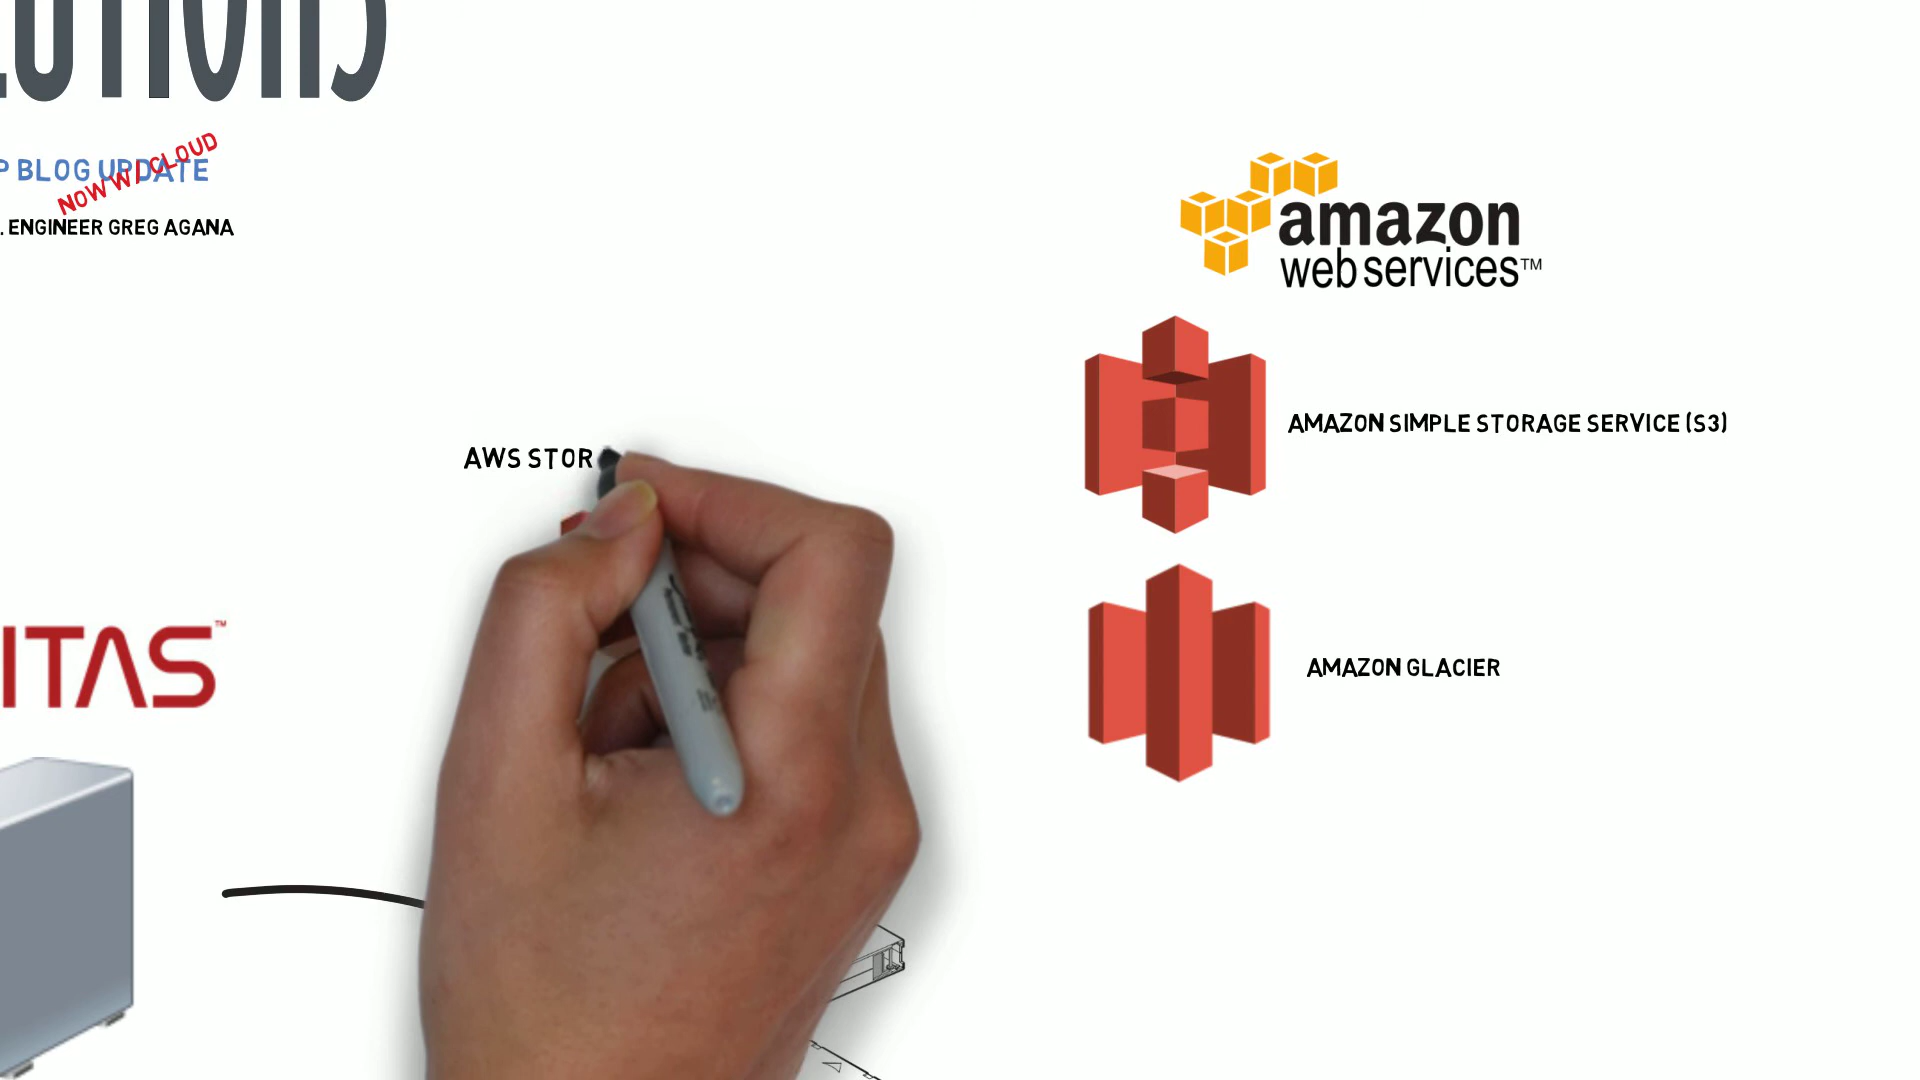 UTIONS
P BLOG UPDATE
NOW W/ CLOUD
. ENGINEER GREG AGANA
amazon
web services™
AMAZON SIMPLE STORAGE SERVICE (S3)
AWS STOR
ITAS™
AMAZON GLACIER